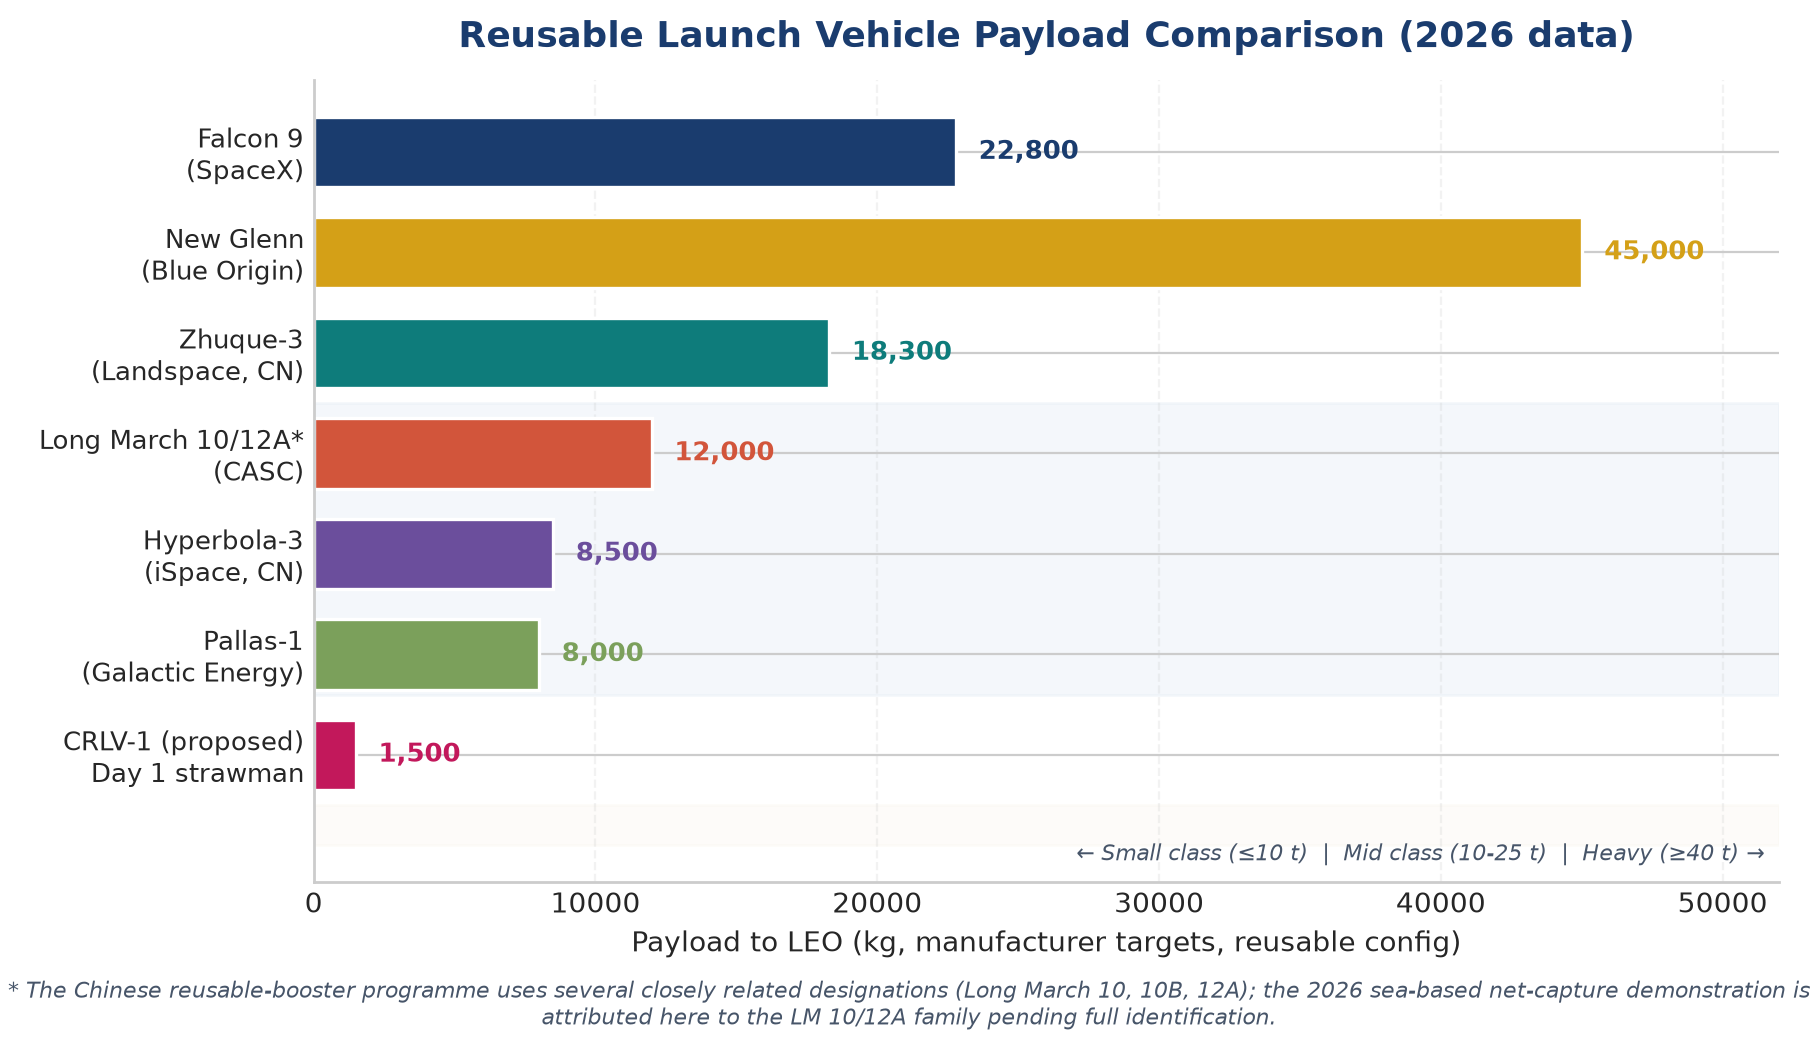 Reusable Launch Vehicle Payload Comparison (2026 data)
Falcon 9
(SpaceX)
22,800
New Glenn
(Blue Origin)
45,000
Zhuque-3
(Landspace, CN)
18,300
Long March 10/12A*
(CASC)
12,000
Hyperbola-3
(iSpace, CN)
8,500
Pallas-1
(Galactic Energy)
8,000
CRLV-1 (proposed)
Day 1 strawman
1,500
← Small class (≤10 t) | Mid class (10-25 t) | Heavy (≥40 t) →
0 10000 20000 30000 40000 50000
Payload to LEO (kg, manufacturer targets, reusable config)
* The Chinese reusable-booster programme uses several closely related designations (Long March 10, 10B, 12A); the 2026 sea-based net-capture demonstration is
attributed here to the LM 10/12A family pending full identification.